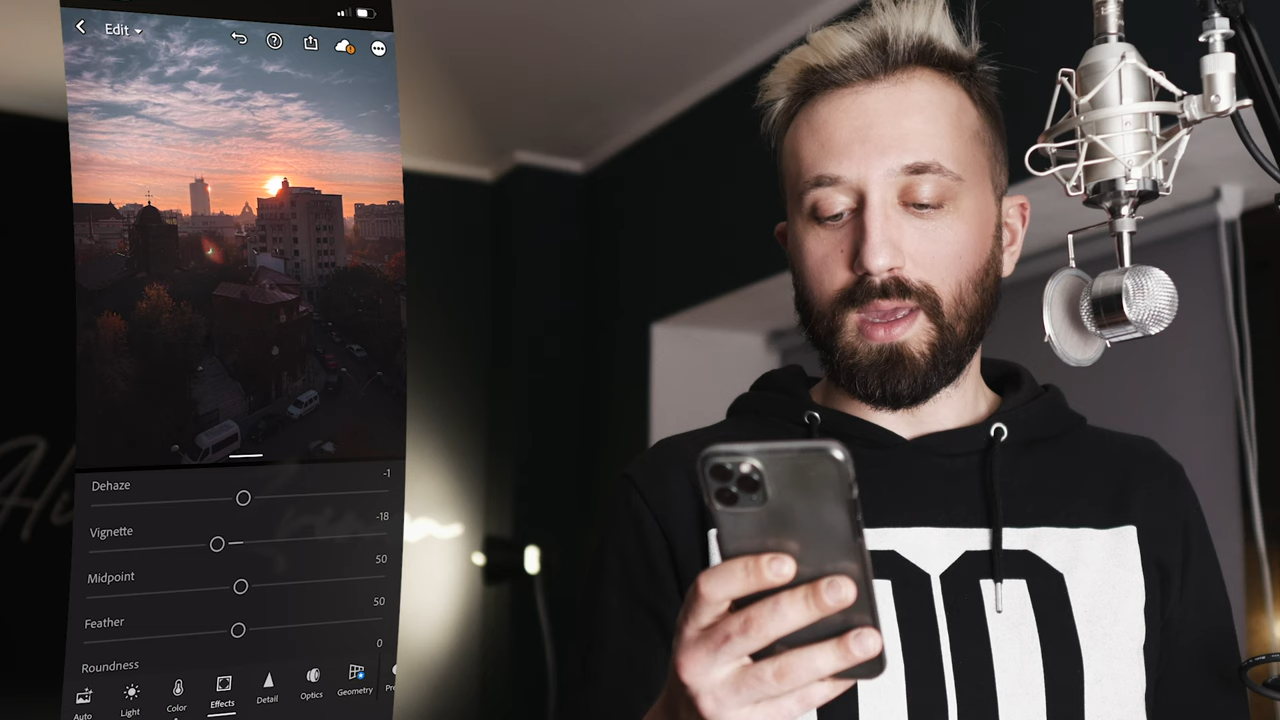 Edit
Dehaze -1
Vignette -18
Midpoint 50
Feather 50
Roundness 0
Auto Light Color Effects Detail Optics Geometry